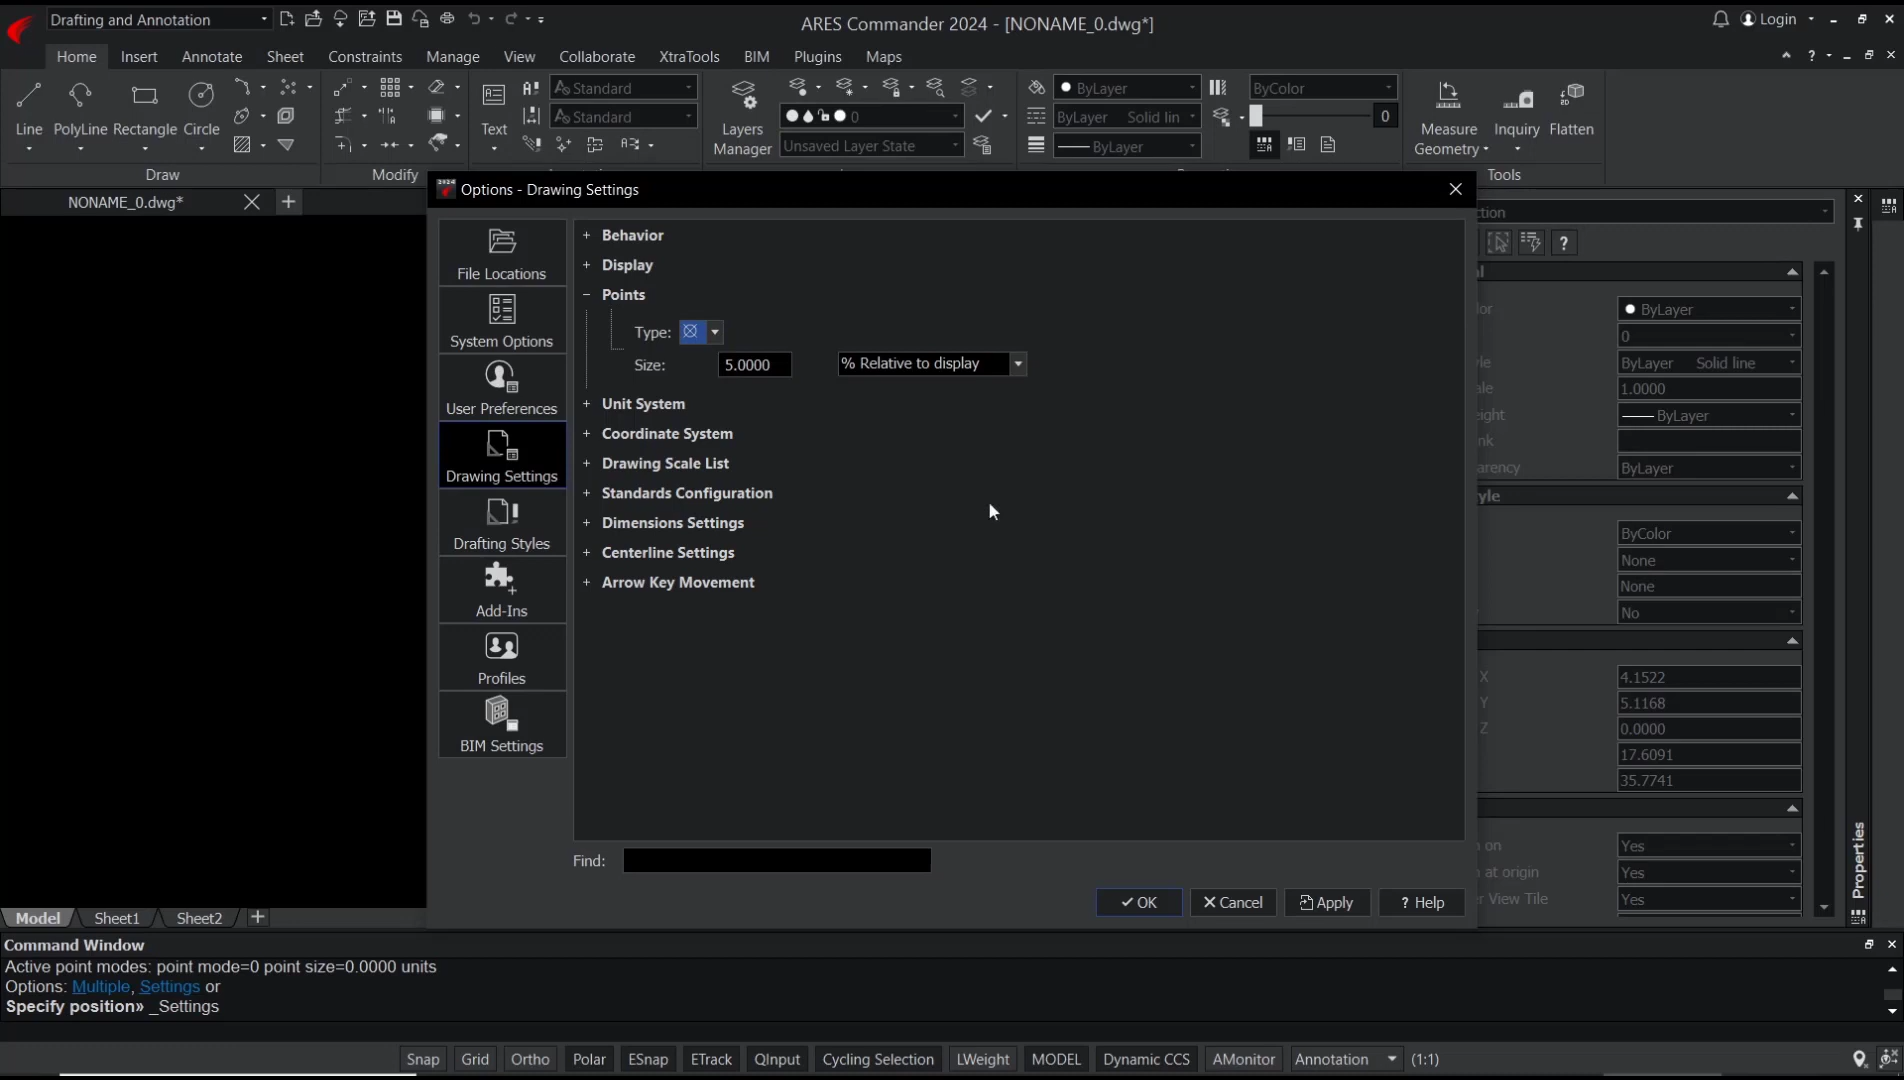 Drafting and Annotation
ARES Commander 2024 - [NONAME_0.dwg*]
Login
Home Insert Annotate Sheet Constraints Manage View Collaborate XtraTools BIM Plugins Maps
Line PolyLine Rectangle Circle
Text
Standard
Standard
Layers
Manager
0
Unsaved Layer State
ByLayer
ByLayer Solid lin
ByLayer
ByColor
0
Measure
Geometry
Inquiry
Flatten
Draw Modify Tools
NONAME_0.dwg*
Options - Drawing Settings
File Locations
System Options
User Preferences
Drawing Settings
Drafting Styles
Add-Ins
Profiles
BIM Settings
+ Behavior
+ Display
- Points
Type:
Size: 5.0000 % Relative to display
+ Unit System
+ Coordinate System
+ Drawing Scale List
+ Standards Configuration
+ Dimensions Settings
+ Centerline Settings
+ Arrow Key Movement
Find:
OK Cancel Apply ? Help
ction
?
ByLayer
0
ByLayer Solid line
1.0000
ByLayer
ByLayer
ByColor
None
None
No
X 4.1522
Y 5.1168
Z 0.0000
17.6091
35.7741
on Yes
at origin Yes
View Tile Yes
Properties
Model Sheet1 Sheet2 +
Command Window
Active point modes: point mode=0 point size=0.0000 units
Options: Multiple, Settings or
Specify position» _Settings
Snap Grid Ortho Polar ESnap ETrack QInput Cycling Selection LWeight MODEL Dynamic CCS AMonitor Annotation (1:1)